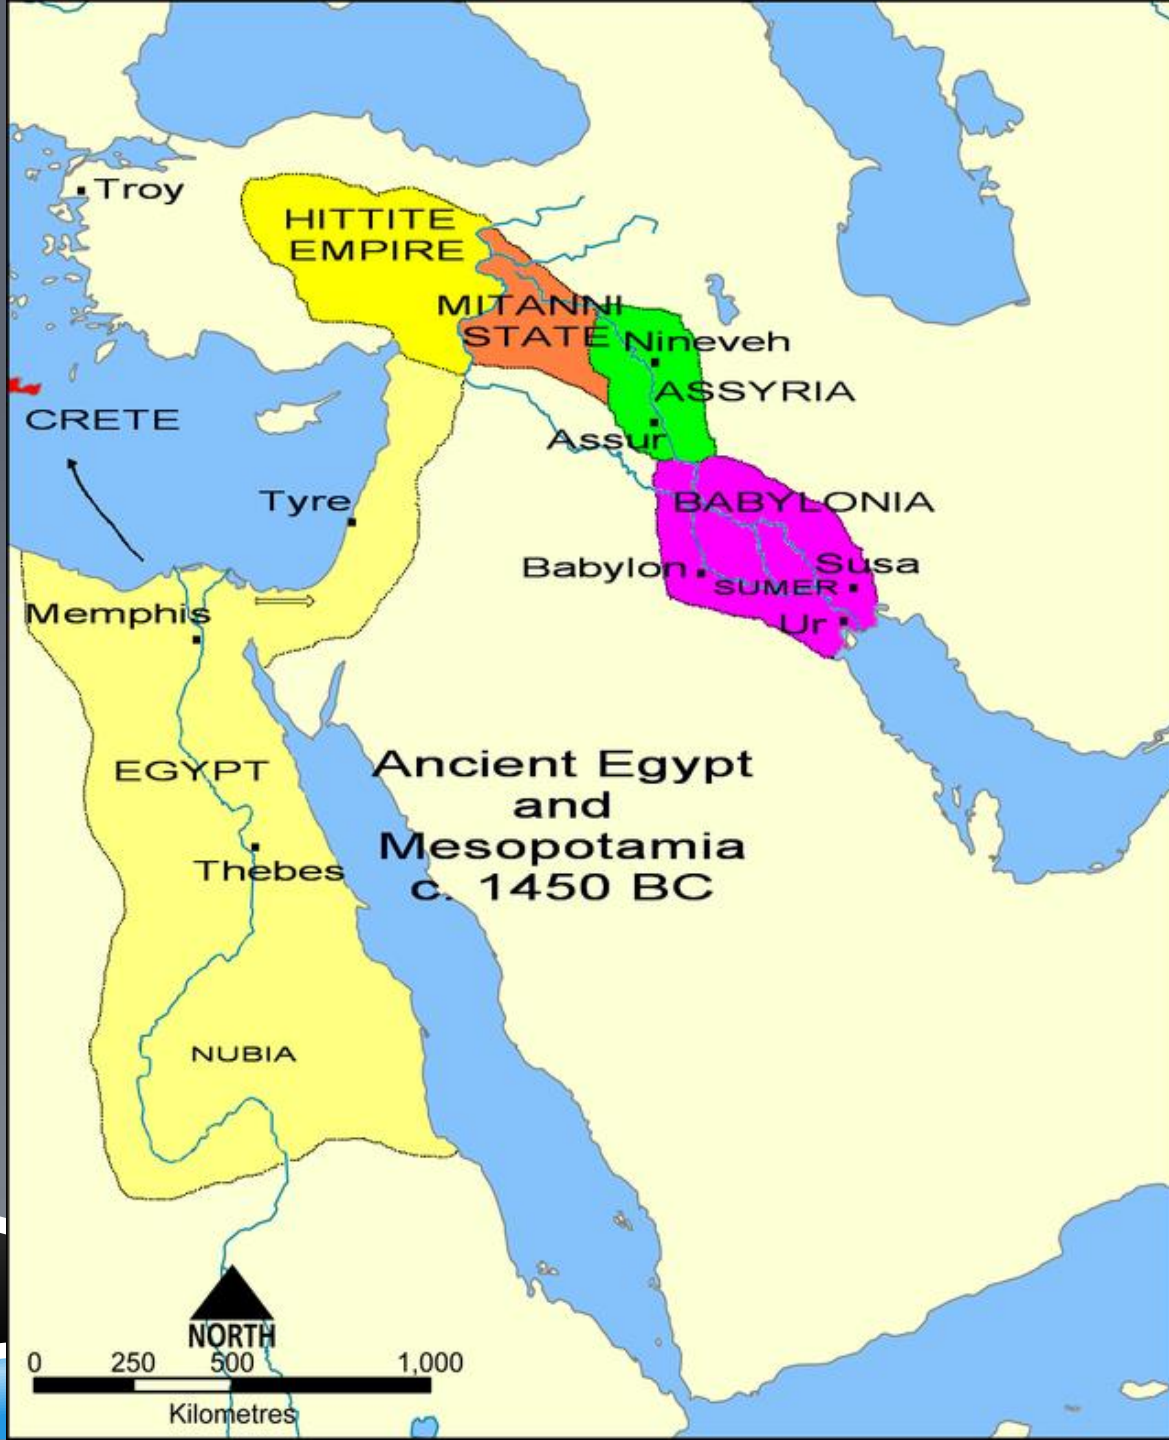 Troy
HITTITE
EMPIRE
MITANNI
STATE
Nineveh
ASSYRIA
CRETE
Assur
Tyre
BABYLONIA
Babylon
Susa
SUMER
Memphis
Ur
EGYPT
Ancient Egypt
and
Mesopotamia
c. 1450 BC
Thebes
NUBIA
NORTH
0 250 500 1,000
Kilometres